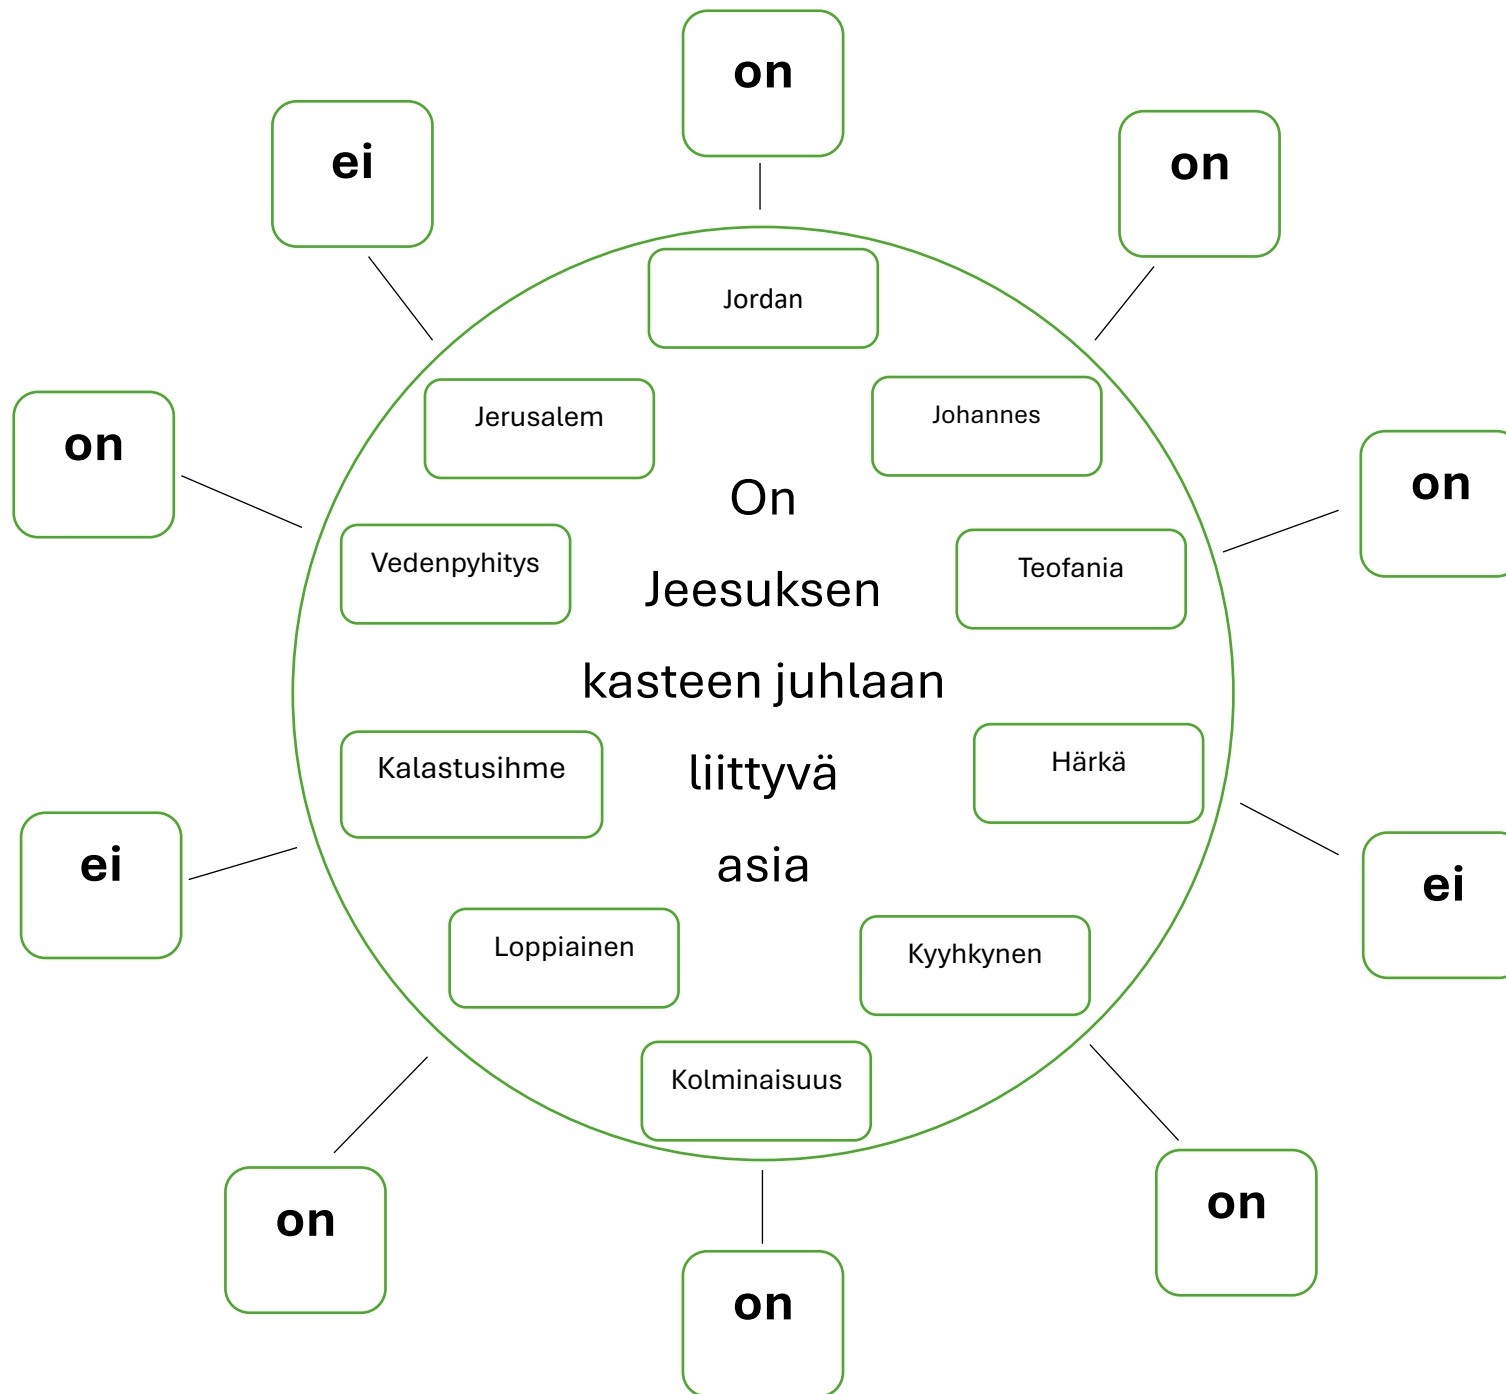 on
ei
on
Jordan
Jerusalem
Johannes
on
on
On
Vedenpyhitys
Teofania
Jeesuksen
kasteen juhlaan
Kalastusihme
liittyvä
Härkä
ei
asia
ei
Loppiainen
Kyyhkynen
Kolminaisuus
on
on
on